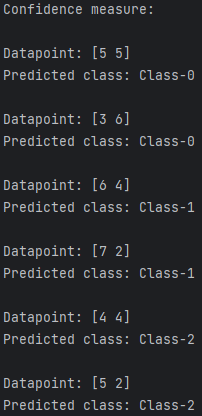 Confidence measure:
Datapoint: [5 5]
Predicted class: Class-0
Datapoint: [3 6]
Predicted class: Class-0
Datapoint: [6 4]
Predicted class: Class-1
Datapoint: [7 2]
Predicted class: Class-1
Datapoint: [4 4]
Predicted class: Class-2
Datapoint: [5 2]
Predicted class: Class-2